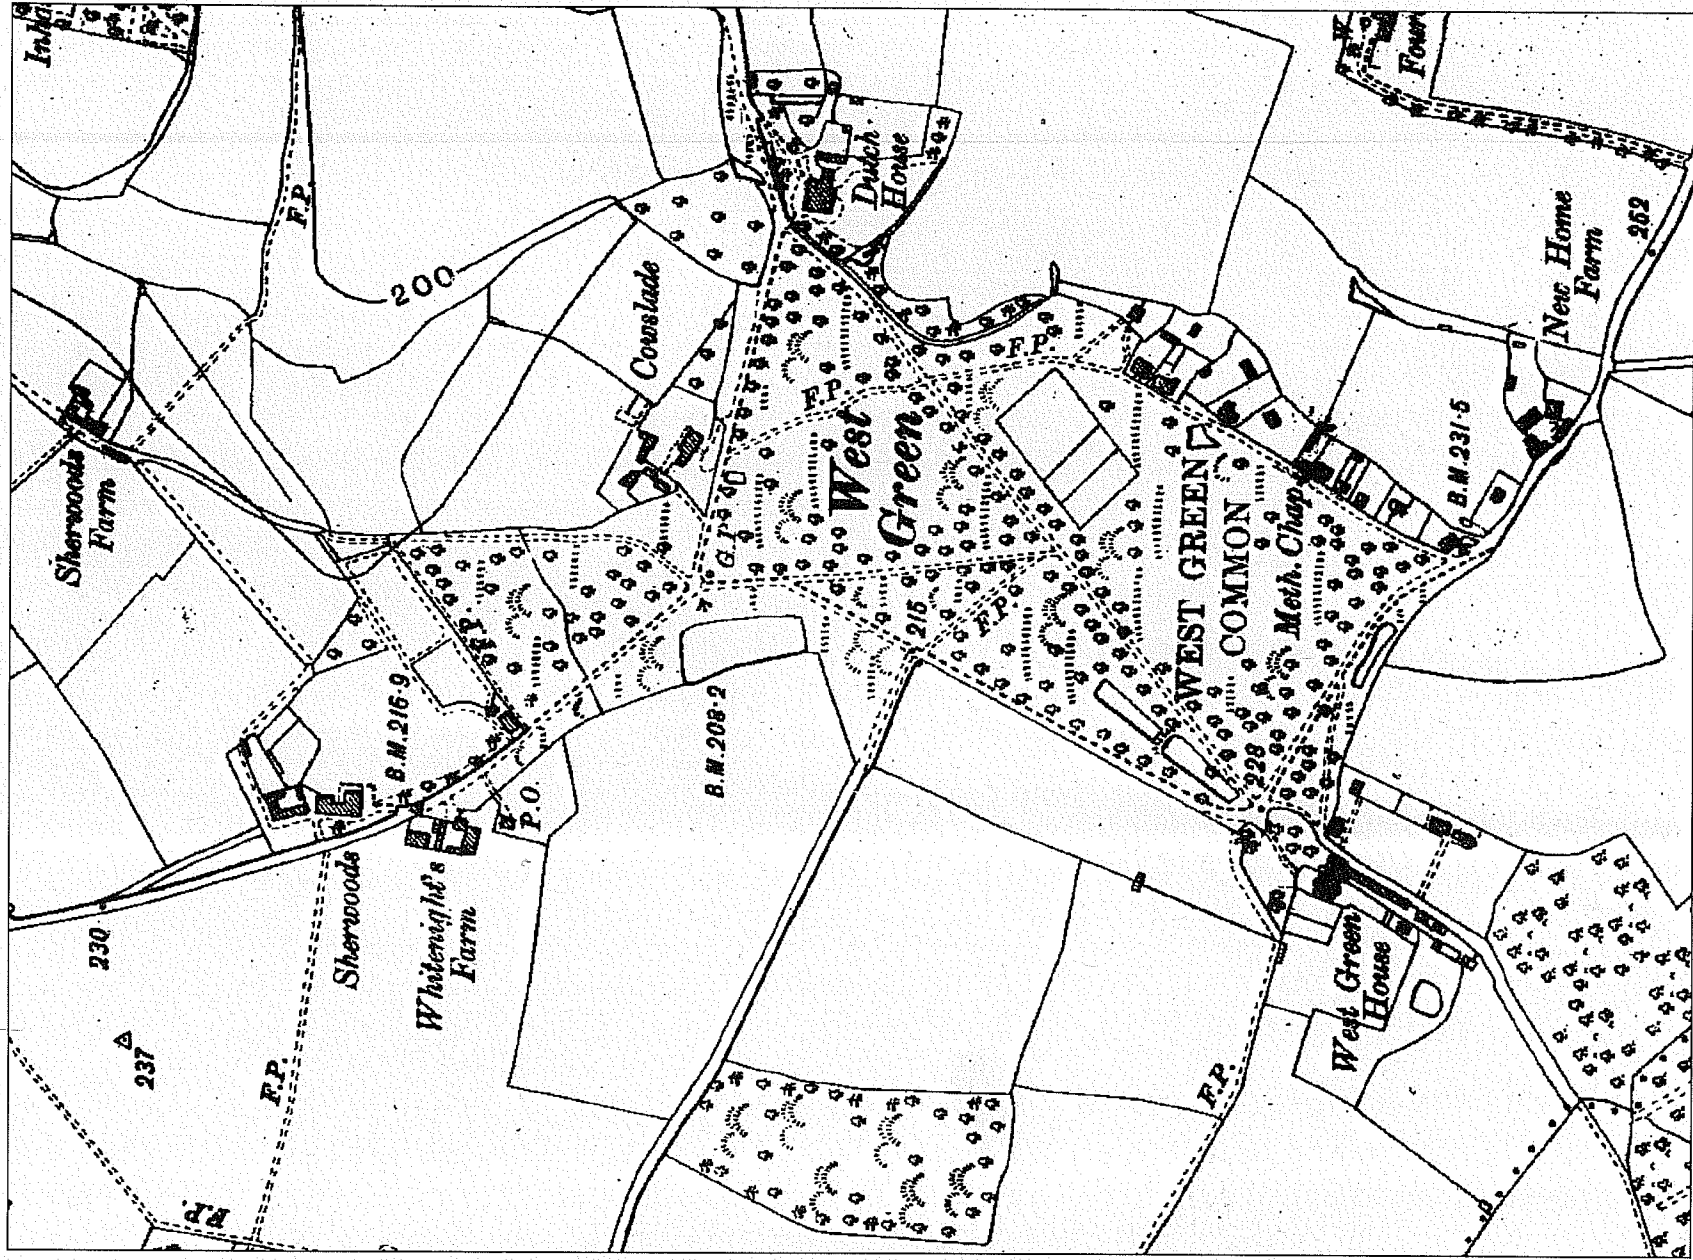 F.P.
200
Sherwoods
Farm
Cowslade
Dutch
House
West
Green
F.P.
F.P.
G.P.
F.P.
F.P.
215
WEST GREEN
COMMON
Meth. Chap.
B.M.231·5
New Home
Farm
262
B.M.216·9
B.M.208·2
P.O.
Sherwoods
Whitenight's
Farm
228
West Green
House
230
237
F.P.
F.P.
F.P.